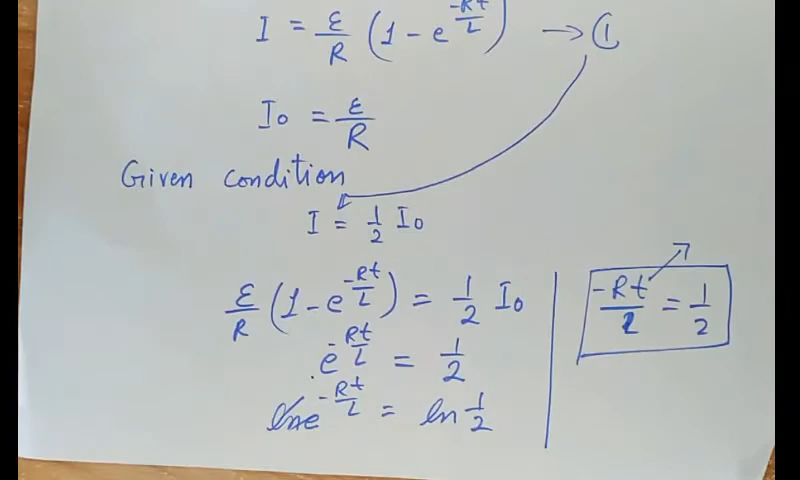 I = ε/R (1 - e^(-Rt/L)) → ①
I₀ = ε/R
Given condition
I = 1/2 I₀
ε/R (1 - e^(-Rt/L)) = 1/2 I₀
e^(-Rt/L) = 1/2
ln e^(-Rt/L) = ln 1/2
-Rt/L = 1/2